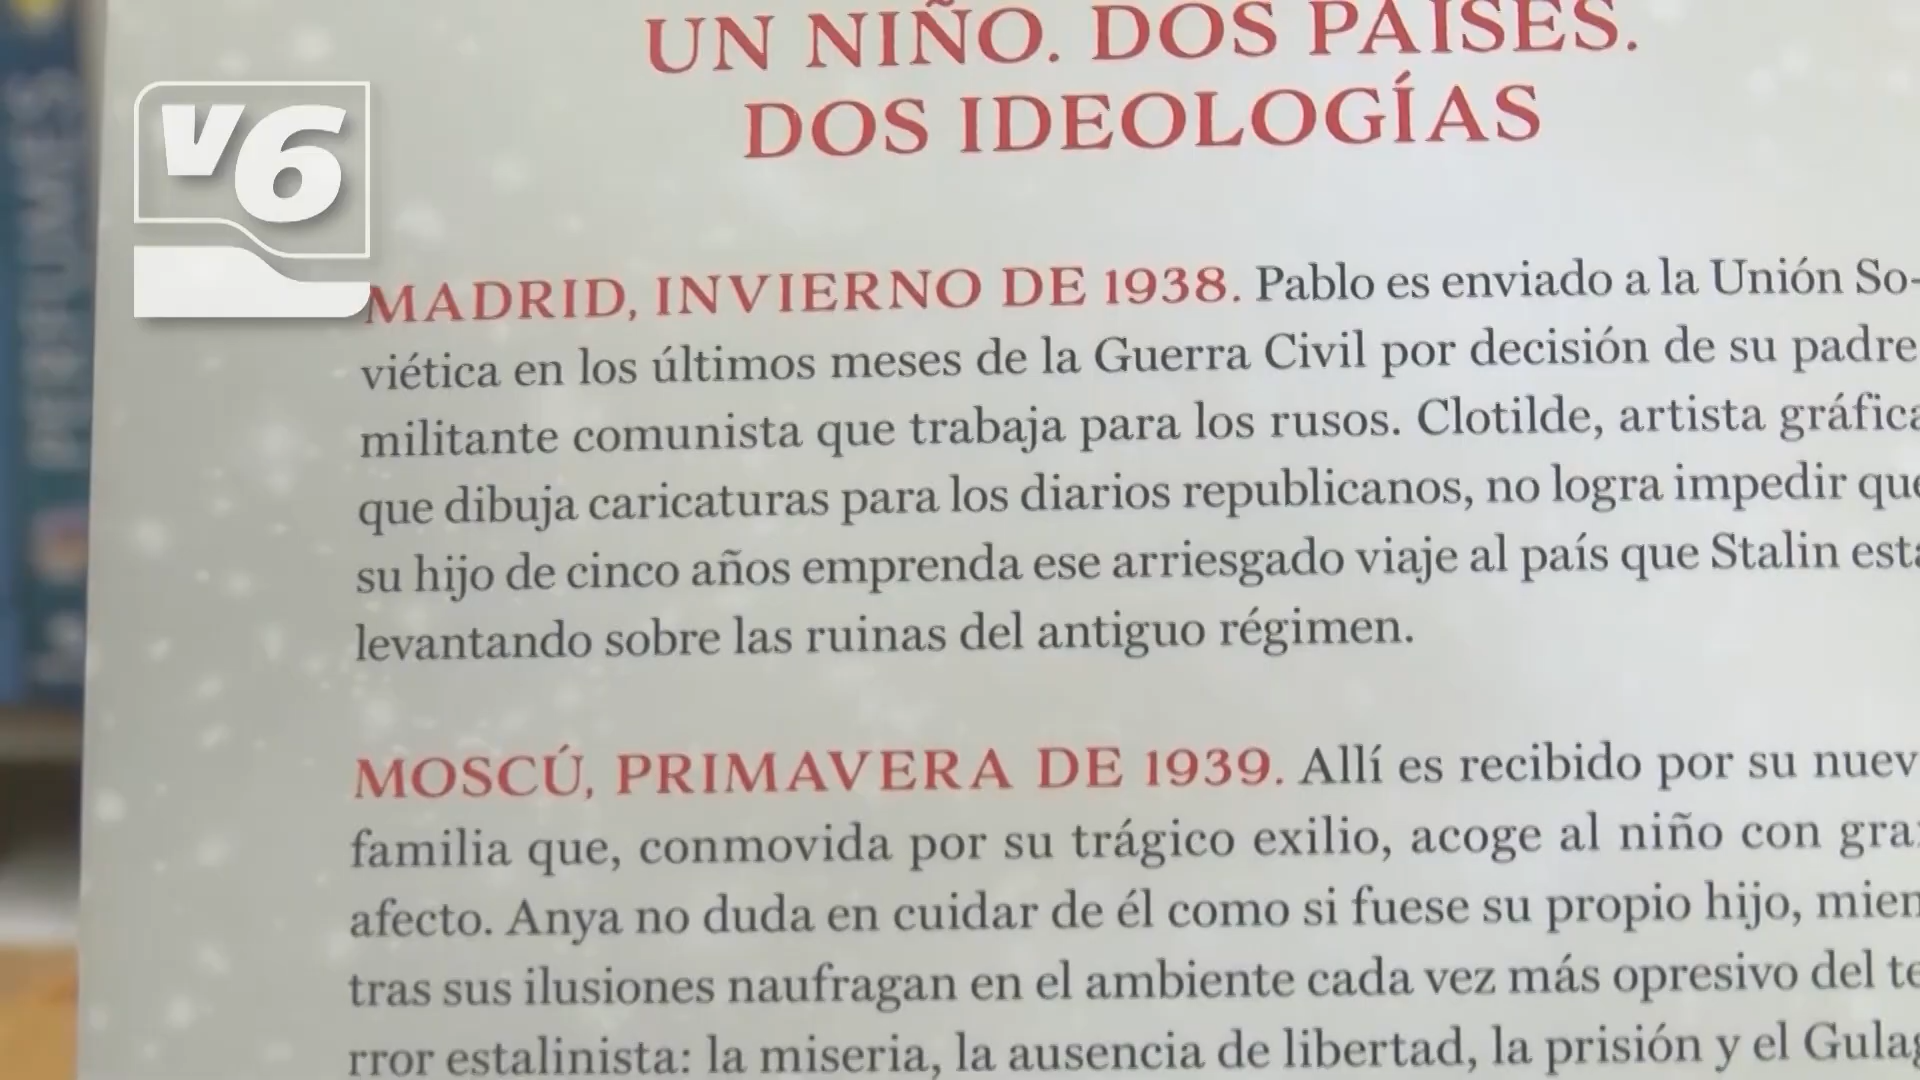 UN NIÑO. DOS PAÍSES.
DOS IDEOLOGÍAS
v6
MADRID, INVIERNO DE 1938. Pablo es enviado a la Unión So-
viética en los últimos meses de la Guerra Civil por decisión de su padre
militante comunista que trabaja para los rusos. Clotilde, artista gráfica
que dibuja caricaturas para los diarios republicanos, no logra impedir que
su hijo de cinco años emprenda ese arriesgado viaje al país que Stalin está
levantando sobre las ruinas del antiguo régimen.
MOSCÚ, PRIMAVERA DE 1939. Allí es recibido por su nuev
familia que, conmovida por su trágico exilio, acoge al niño con gra
afecto. Anya no duda en cuidar de él como si fuese su propio hijo, mien
tras sus ilusiones naufragan en el ambiente cada vez más opresivo del te
rror estalinista: la miseria, la ausencia de libertad, la prisión y el Gulag